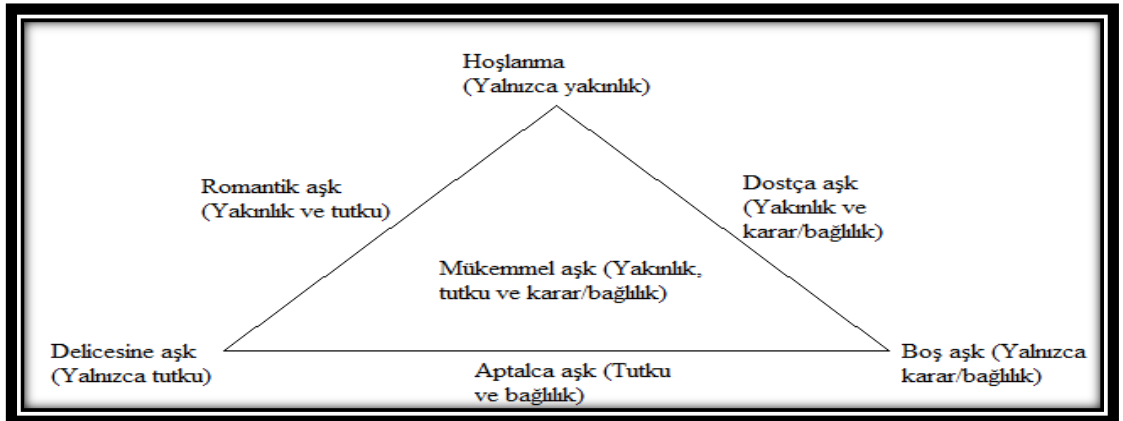 Hoşlanma
(Yalnızca yakınlık)
Romantik aşk
(Yakınlık ve tutku)
Dostça aşk
(Yakınlık ve
karar/bağlılık)
Mükemmel aşk (Yakınlık,
tutku ve karar/bağlılık)
Delicesine aşk
(Yalnızca tutku)
Aptalca aşk (Tutku
ve bağlılık)
Boş aşk (Yalnızca
karar/bağlılık)